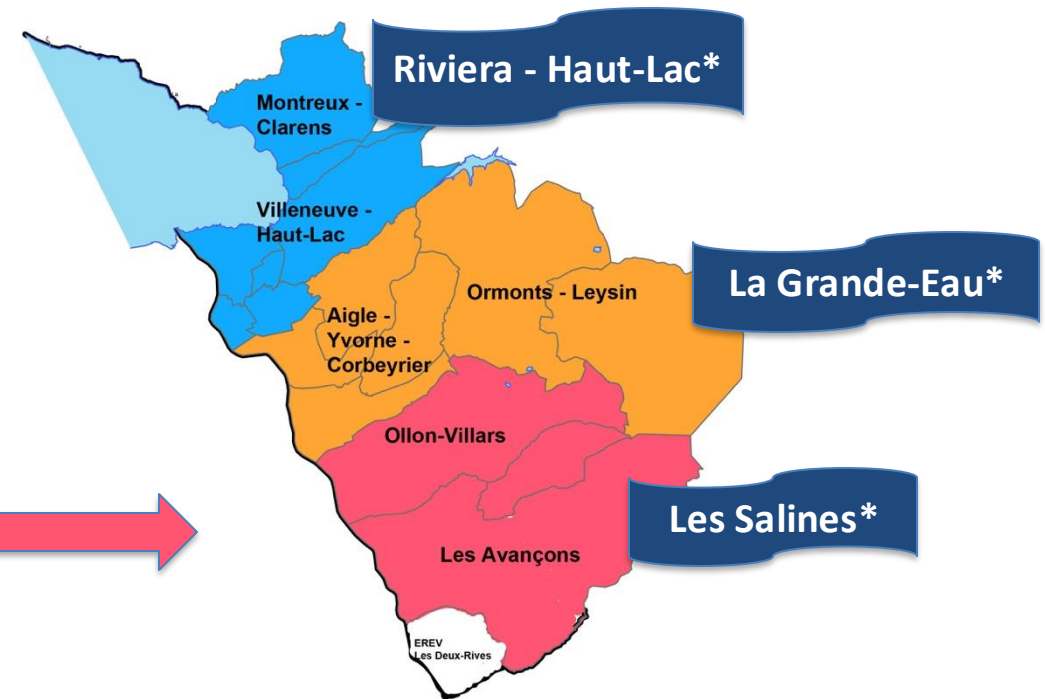 Riviera - Haut-Lac*
Montreux -
Clarens
Villeneuve -
Haut-Lac
La Grande-Eau*
Ormonts - Leysin
Aigle -
Yvorne -
Corbeyrier
Ollon-Villars
Les Salines*
Les Avançons
EREV
Les Deux-Rives